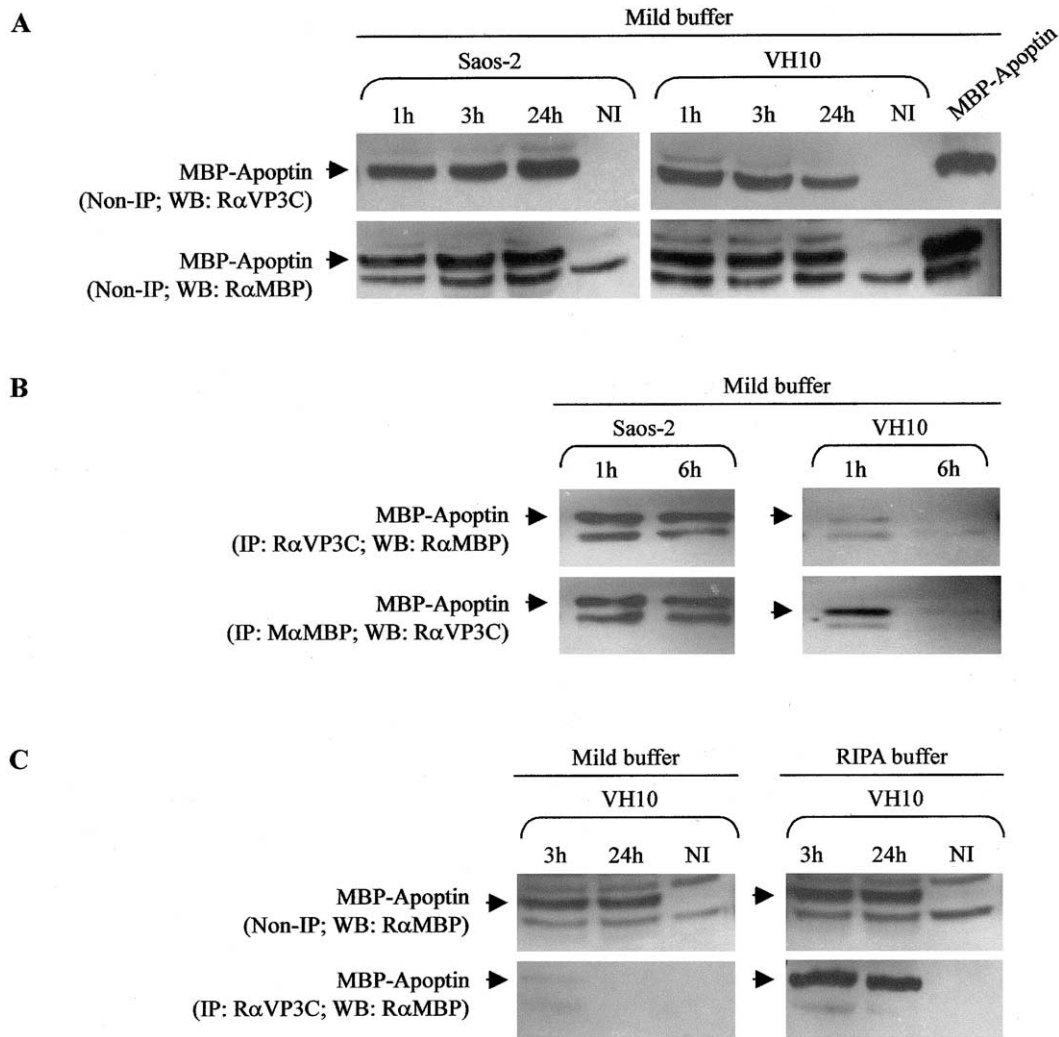 A
Mild buffer
Saos-2
VH10
MBP-Apoptin
1h 3h 24h NI
1h 3h 24h NI
MBP-Apoptin
(Non-IP; WB: RαVP3C)
MBP-Apoptin
(Non-IP; WB: RαMBP)
B
Mild buffer
Saos-2
VH10
1h 6h
1h 6h
MBP-Apoptin
(IP: RαVP3C; WB: RαMBP)
MBP-Apoptin
(IP: MαMBP; WB: RαVP3C)
C
Mild buffer
RIPA buffer
VH10
VH10
3h 24h NI
3h 24h NI
MBP-Apoptin
(Non-IP; WB: RαMBP)
MBP-Apoptin
(IP: RαVP3C; WB: RαMBP)